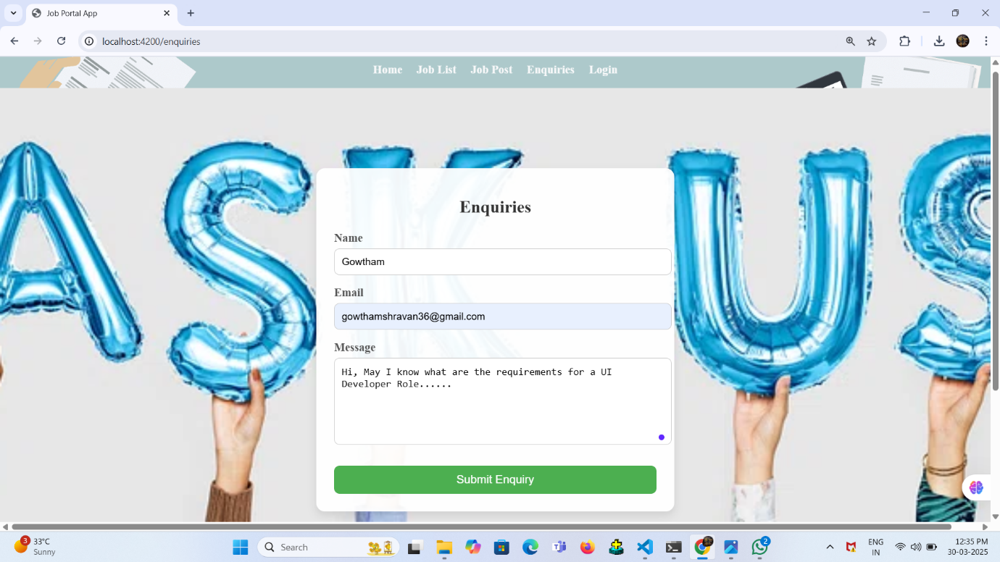 Job Portal App
localhost:4200/enquiries
Home Job List Job Post Enquiries Login
ASK US
Enquiries
Name
Gowtham
Email
gowthamshravan36@gmail.com
Message
Hi, May I know what are the requirements for a UI
Developer Role......
Submit Enquiry
3
33°C
Sunny
Search
2
ENG
IN
12:35 PM
30-03-2025